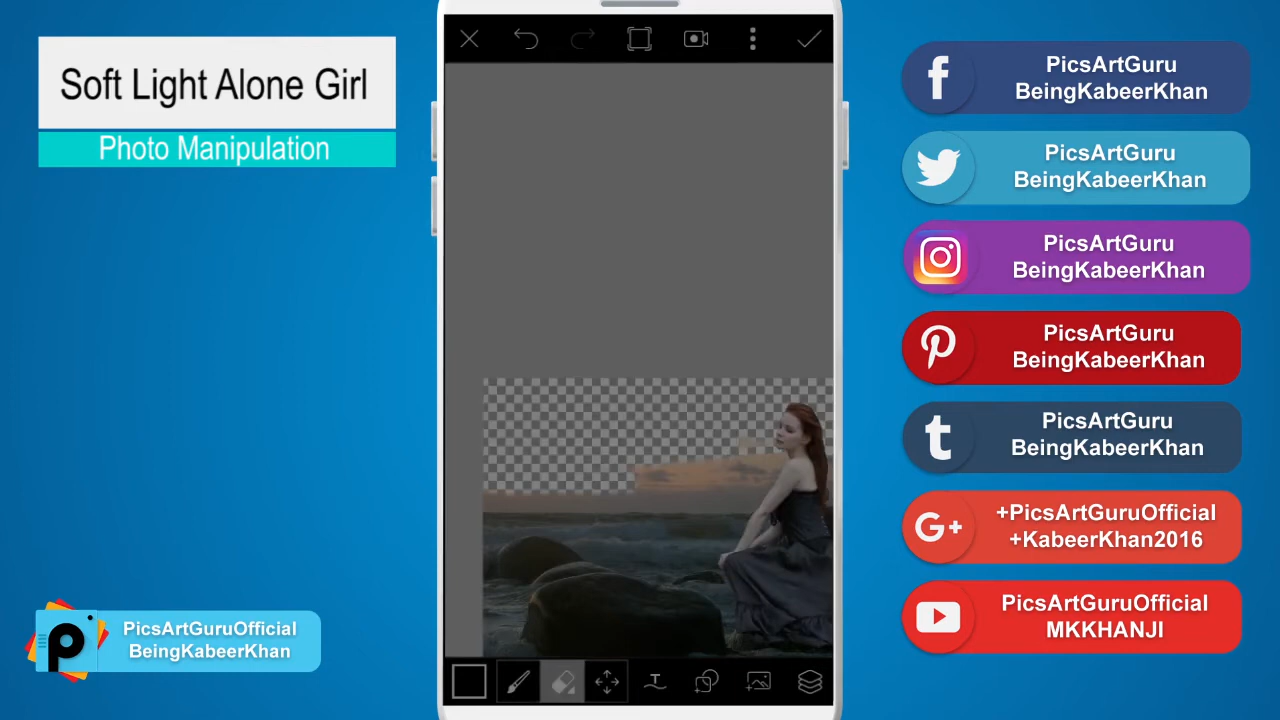 Soft Light Alone Girl
Photo Manipulation
PicsArtGuru
BeingKabeerKhan
PicsArtGuru
BeingKabeerKhan
PicsArtGuru
BeingKabeerKhan
PicsArtGuru
BeingKabeerKhan
PicsArtGuru
BeingKabeerKhan
+PicsArtGuruOfficial
+KabeerKhan2016
PicsArtGuruOfficial
MKKHANJI
PicsArtGuruOfficial
BeingKabeerKhan